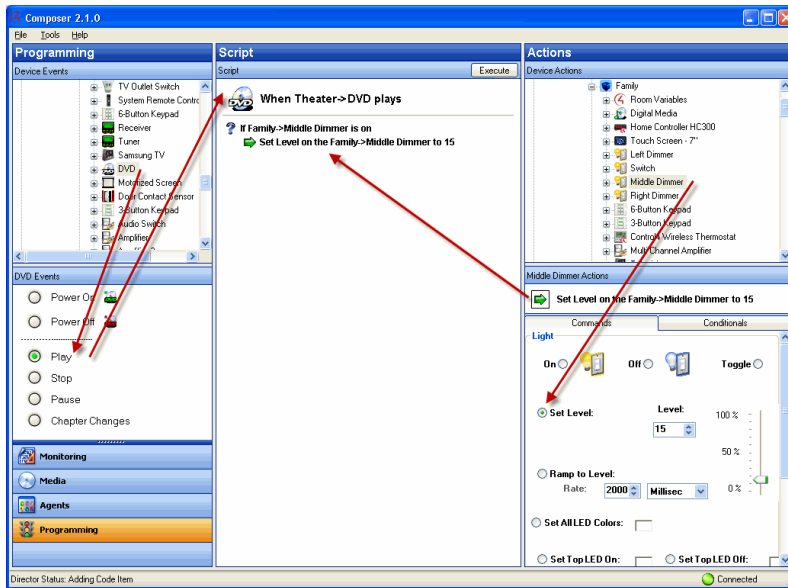 Composer 2.1.0
File Tools Help
Programming
Device Events
TV Outlet Switch
System Remote Contro
6-Button Keypad
Receiver
Tuner
Samsung TV
DVD
Motorized Screen
Door Contact Sensor
3-Button Keypad
Audio Switch
Amplifier
DVD Events
Power On
Power Off
Play
Stop
Pause
Chapter Changes
Monitoring
Media
Agents
Programming
Script
Script
Execute
When Theater->DVD plays
? If Family->Middle Dimmer is on
Set Level on the Family->Middle Dimmer to 15
Actions
Device Actions
Family
Room Variables
Digital Media
Home Controller HC300
Touch Screen - 7"
Left Dimmer
Switch
Middle Dimmer
Right Dimmer
6-Button Keypad
3-Button Keypad
Control4 Wireless Thermostat
Multi Channel Amplifier
Middle Dimmer Actions
Set Level on the Family->Middle Dimmer to 15
Commands Conditionals
Light
On Off Toggle
Set Level: Level: 100 %
15
50 %
Ramp to Level:
Rate: 2000 Millisec 0 %
Set All LED Colors:
Set Top LED On: Set Top LED Off:
Director Status: Adding Code Item Connected